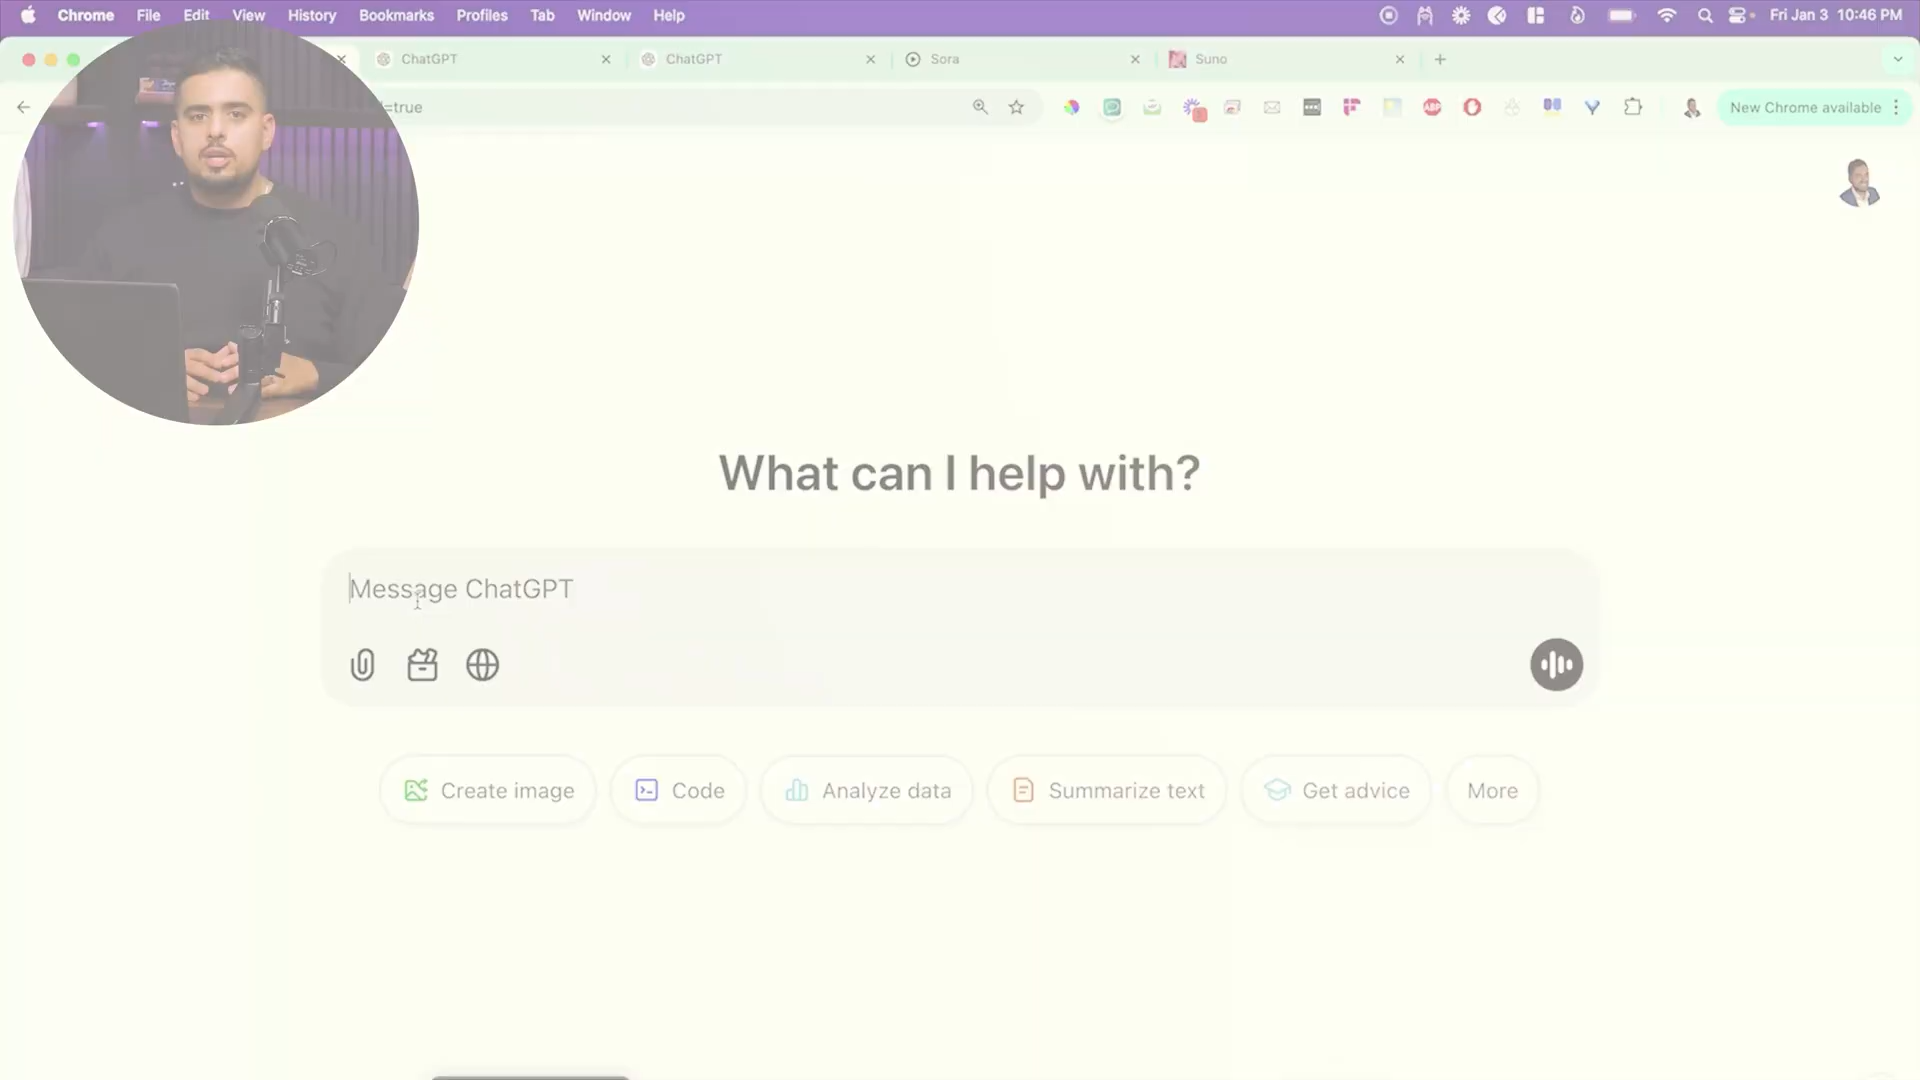 Chrome File Edit View History Bookmarks Profiles Tab Window Help Fri Jan 3 10:46 PM
ChatGPT ChatGPT Sora Suno
=true ABP New Chrome available
What can I help with?
Message ChatGPT
Create image Code Analyze data Summarize text Get advice More